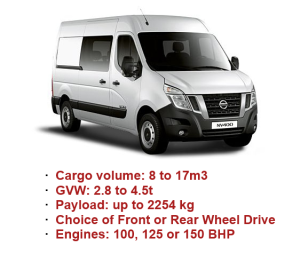 NV400
· Cargo volume: 8 to 17m3
· GVW: 2.8 to 4.5t
· Payload: up to 2254 kg
· Choice of Front or Rear Wheel Drive
· Engines: 100, 125 or 150 BHP